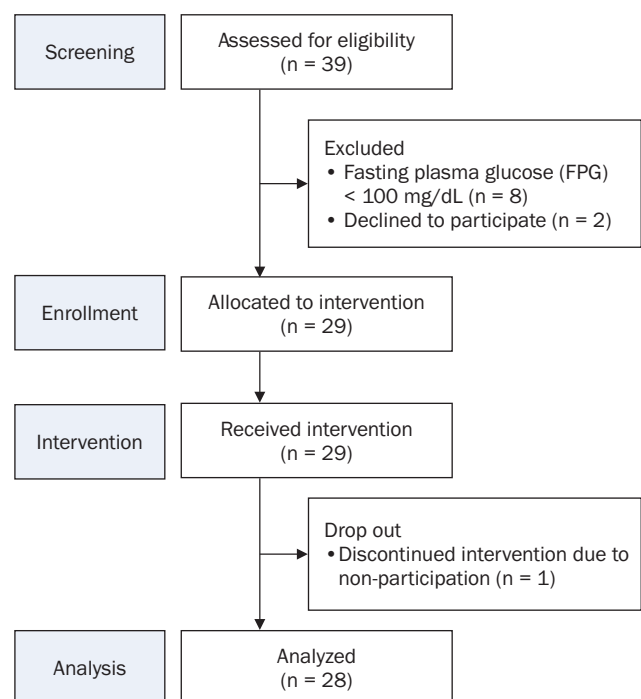 Screening
Assessed for eligibility
(n = 39)
Excluded
• Fasting plasma glucose (FPG)
< 100 mg/dL (n = 8)
• Declined to participate (n = 2)
Enrollment
Allocated to intervention
(n = 29)
Intervention
Received intervention
(n = 29)
Drop out
•Discontinued intervention due to
non-participation (n = 1)
Analysis
Analyzed
(n = 28)